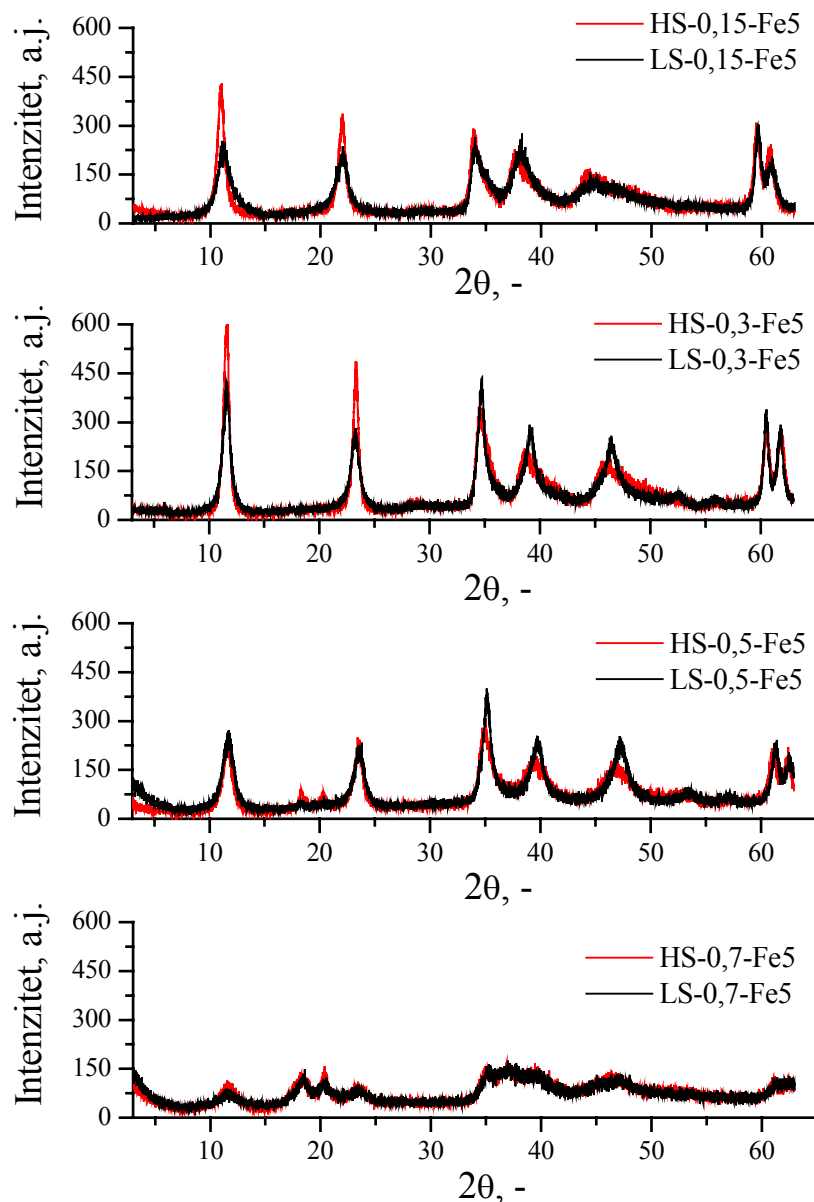 HS-0,15-Fe5
LS-0,15-Fe5
Intenzitet, a.j.
600
450
300
150
0
10 20 30 40 50 60
2θ, -
HS-0,3-Fe5
LS-0,3-Fe5
Intenzitet, a.j.
600
450
300
150
0
10 20 30 40 50 60
2θ, -
HS-0,5-Fe5
LS-0,5-Fe5
Intenzitet, a.j.
600
450
300
150
0
10 20 30 40 50 60
2θ, -
HS-0,7-Fe5
LS-0,7-Fe5
Intenzitet, a.j.
600
450
300
150
0
10 20 30 40 50 60
2θ, -